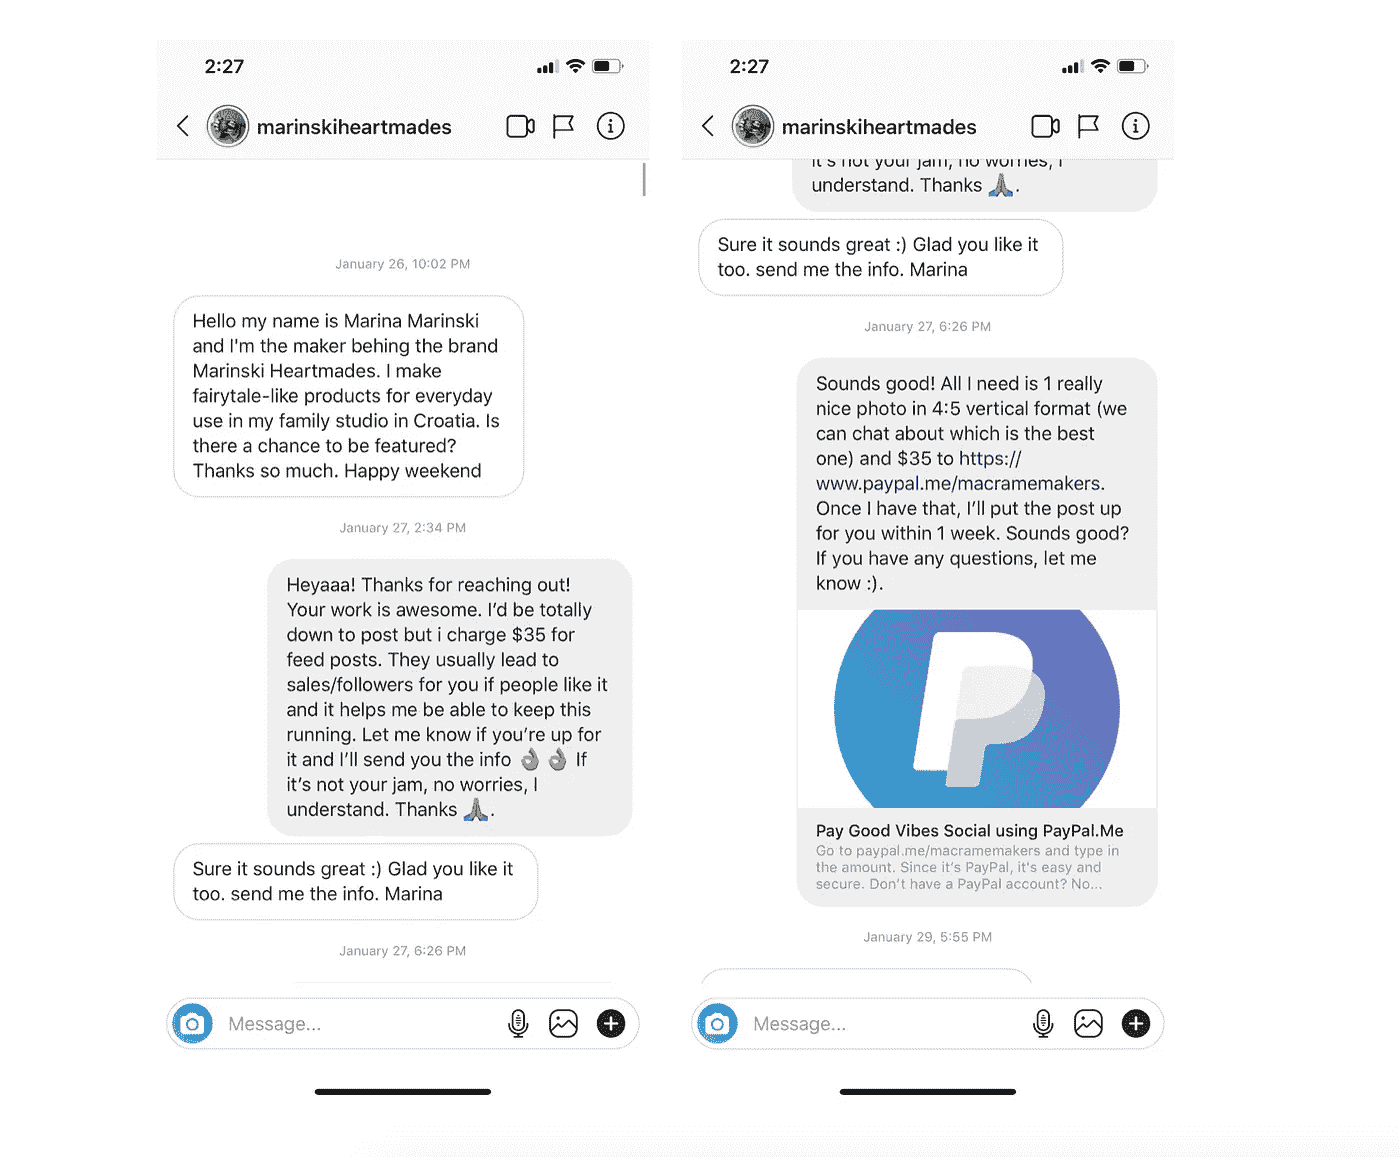 2:27
marinskiheartmades
January 26, 10:02 PM
Hello my name is Marina Marinski
and I'm the maker behing the brand
Marinski Heartmades. I make
fairytale-like products for everyday
use in my family studio in Croatia. Is
there a chance to be featured?
Thanks so much. Happy weekend
January 27, 2:34 PM
Heyaaa! Thanks for reaching out!
Your work is awesome. I'd be totally
down to post but i charge $35 for
feed posts. They usually lead to
sales/followers for you if people like it
and it helps me be able to keep this
running. Let me know if you're up for
it and I'll send you the info 👌 👌 If
it's not your jam, no worries, I
understand. Thanks 🙏.
Sure it sounds great :) Glad you like it
too. send me the info. Marina
January 27, 6:26 PM
Message...
2:27
marinskiheartmades
it's not your jam, no worries, I
understand. Thanks 🙏.
Sure it sounds great :) Glad you like it
too. send me the info. Marina
January 27, 6:26 PM
Sounds good! All I need is 1 really
nice photo in 4:5 vertical format (we
can chat about which is the best
one) and $35 to https://
www.paypal.me/macramemakers.
Once I have that, I'll put the post up
for you within 1 week. Sounds good?
If you have any questions, let me
know :).
Pay Good Vibes Social using PayPal.Me
Go to paypal.me/macramemakers and type in
the amount. Since it's PayPal, it's easy and
secure. Don't have a PayPal account? No...
January 29, 5:55 PM
Message...